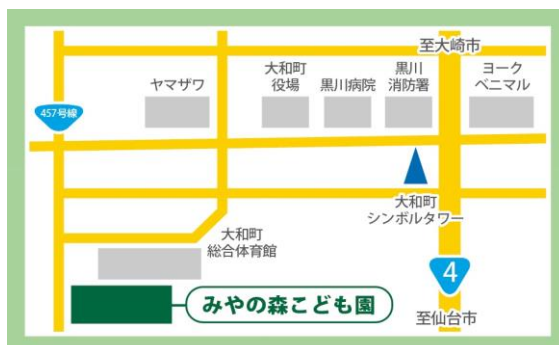 至大崎市
ヤマザワ
大和町
役場
黒川病院
黒川
消防署
ヨーク
ベニマル
457号線
大和町
シンボルタワー
大和町
総合体育館
4
みやの森こども園
至仙台市